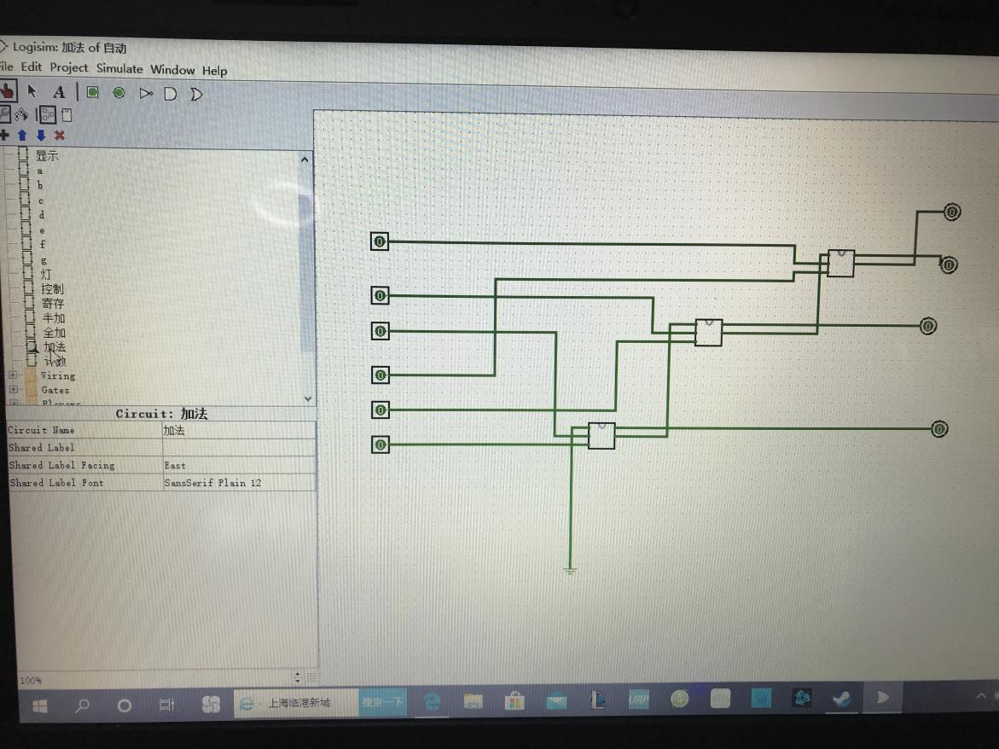 Logisim: 加法 of 自动
File Edit Project Simulate Window Help
A
显示
a
b
c
d
e
f
g
灯
控制
寄存
半加
全加
加法
计数
Wiring
Gates
Plexers
Circuit: 加法
Circuit Name 加法
Shared Label
Shared Label Facing East
Shared Label Font SansSerif Plain 12
0
0
0
0
0
0
0
0
0
0
100%
上海临港新城 搜索一下
URP